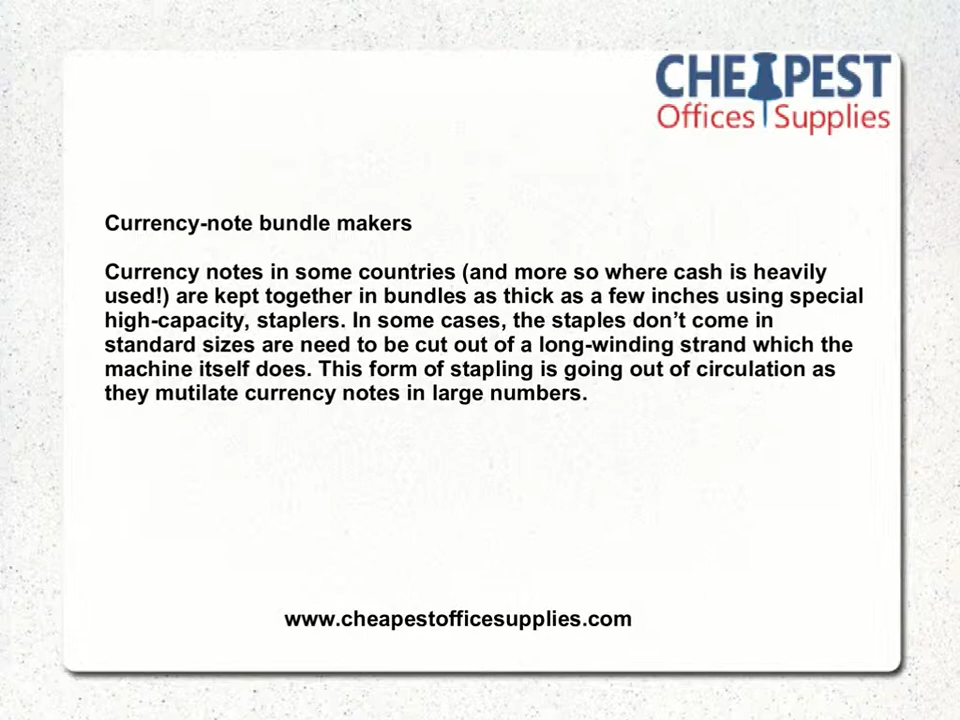 CHEAPEST
Offices Supplies
Currency-note bundle makers
Currency notes in some countries (and more so where cash is heavily
used!) are kept together in bundles as thick as a few inches using special
high-capacity, staplers. In some cases, the staples don’t come in
standard sizes are need to be cut out of a long-winding strand which the
machine itself does. This form of stapling is going out of circulation as
they mutilate currency notes in large numbers.
www.cheapestofficesupplies.com